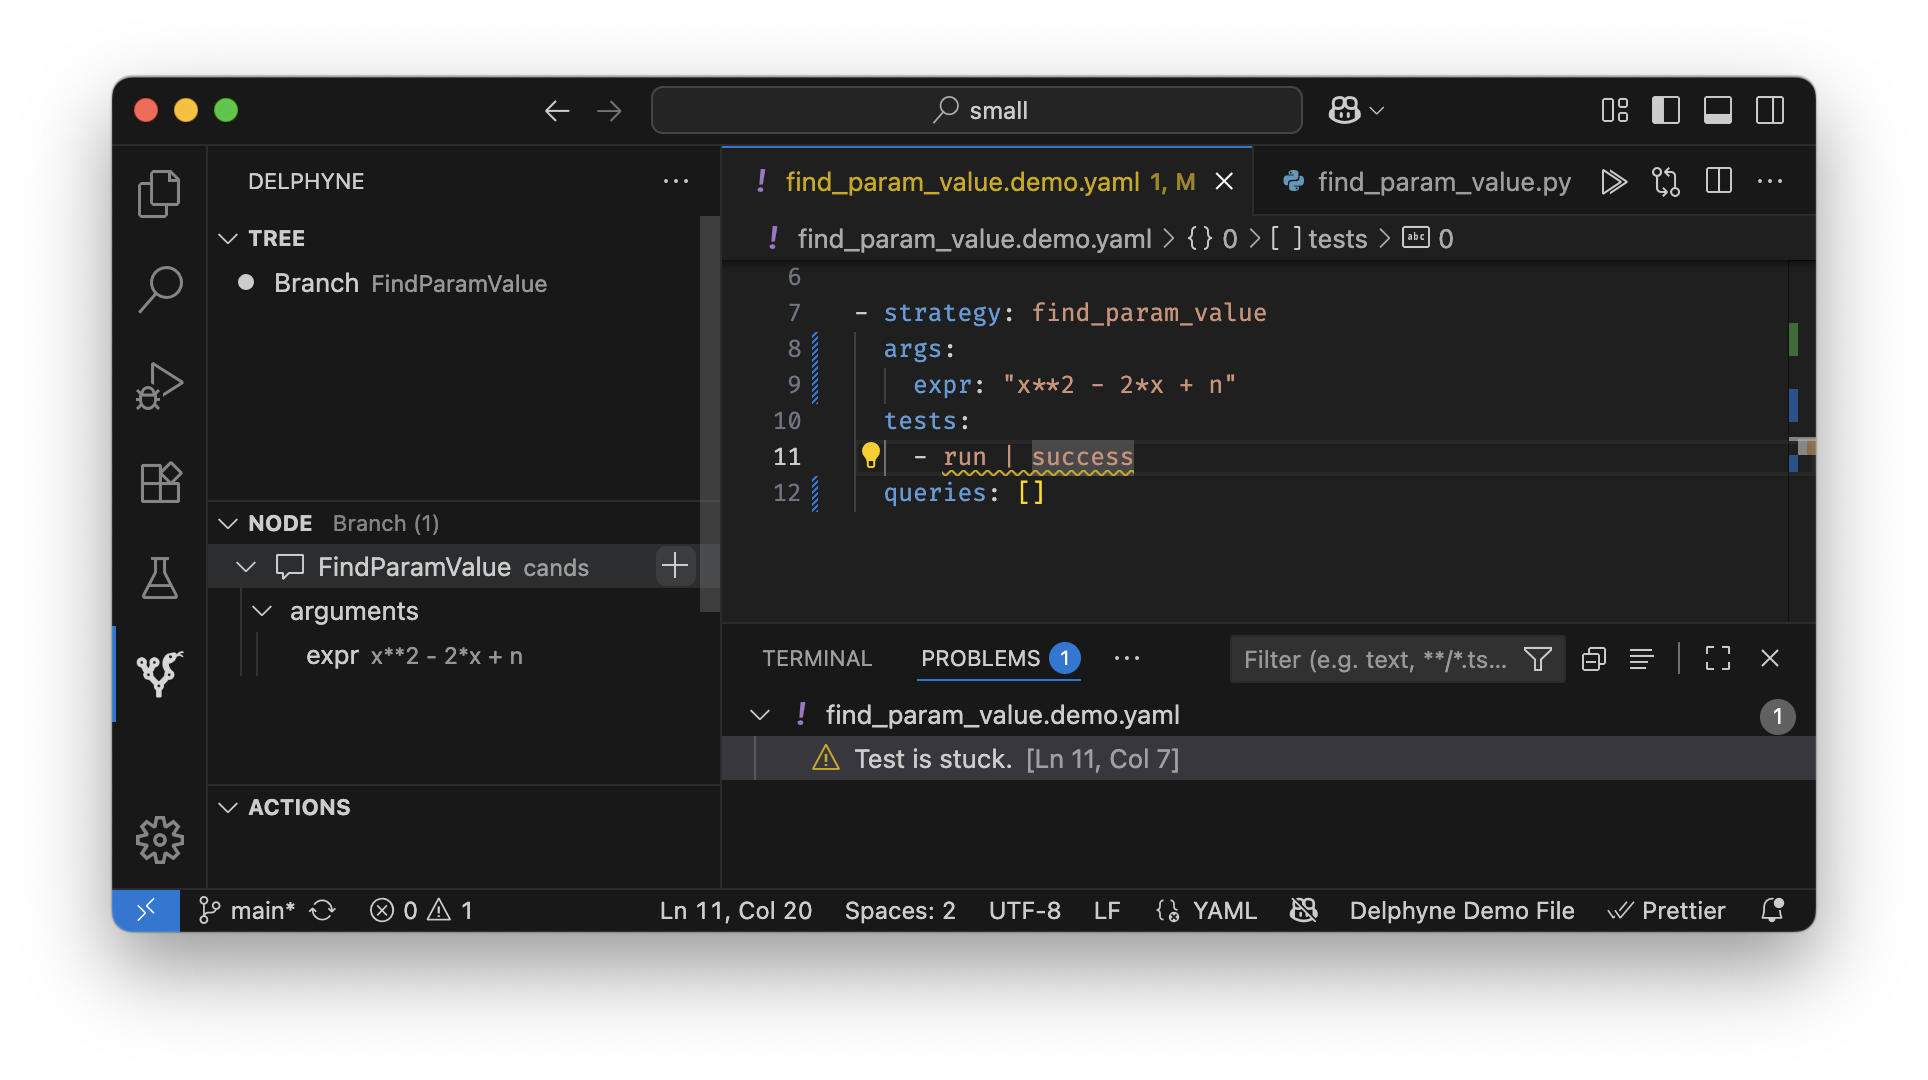 small
DELPHYNE
TREE
Branch FindParamValue
NODE Branch (1)
FindParamValue cands
arguments
expr x**2 - 2*x + n
ACTIONS
find_param_value.demo.yaml 1, M
find_param_value.py
find_param_value.demo.yaml > {} 0 > [ ] tests > abc 0
6
7 - strategy: find_param_value
8 args:
9 expr: "x**2 - 2*x + n"
10 tests:
11 - run | success
12 queries: []
TERMINAL PROBLEMS 1 Filter (e.g. text, **/*.ts...
find_param_value.demo.yaml 1
Test is stuck. [Ln 11, Col 7]
main* 0 1 Ln 11, Col 20 Spaces: 2 UTF-8 LF YAML Delphyne Demo File Prettier